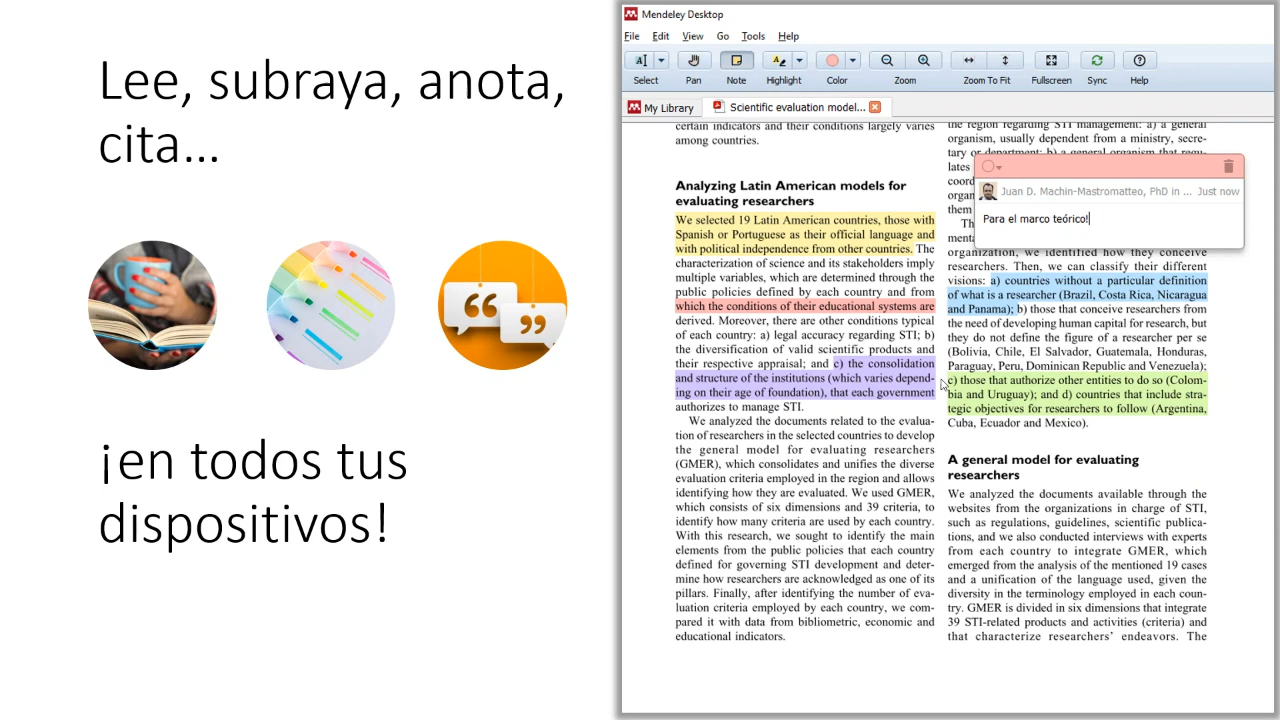 Lee, subraya, anota,
cita…
¡en todos tus
dispositivos!
Mendeley Desktop
File Edit View Go Tools Help
Select Pan Note Highlight Color Zoom Zoom To Fit Fullscreen Sync Help
My Library Scientific evaluation model...
certain indicators and their conditions largely varies
among countries.
Analyzing Latin American models for
evaluating researchers
We selected 19 Latin American countries, those with
Spanish or Portuguese as their official language and
with political independence from other countries. The
characterization of science and its stakeholders imply
multiple variables, which are determined through the
public policies defined by each country and from
which the conditions of their educational systems are
derived. Moreover, there are other conditions typical
of each country: a) legal accuracy regarding STI; b)
the diversification of valid scientific products and
their respective appraisal; and c) the consolidation
and structure of the institutions (which varies depend-
ing on their age of foundation), that each government
authorizes to manage STI.
We analyzed the documents related to the evalua-
tion of researchers in the selected countries to develop
the general model for evaluating researchers
(GMER), which consolidates and unifies the diverse
evaluation criteria employed in the region and allows
identifying how they are evaluated. We used GMER,
which consists of six dimensions and 39 criteria, to
identify how many criteria are used by each country.
With this research, we sought to identify the main
elements from the public policies that each country
defined for governing STI development and deter-
mine how researchers are acknowledged as one of its
pillars. Finally, after identifying the number of eva-
luation criteria employed by each country, we com-
pared it with data from bibliometric, economic and
educational indicators.
the region regarding STI management: a) a general
organism, usually dependent from a ministry, secre-
tary or department; b) a general organism that regu-
lates
coord
organ
them
Th
menta
Juan D. Machin-Mastromatteo, PhD in ... Just now
Para el marco teórico!
organization, we identified how they conceive
researchers. Then, we can classify their different
visions: a) countries without a particular definition
of what is a researcher (Brazil, Costa Rica, Nicaragua
and Panama); b) those that conceive researchers from
the need of developing human capital for research, but
they do not define the figure of a researcher per se
(Bolivia, Chile, El Salvador, Guatemala, Honduras,
Paraguay, Peru, Dominican Republic and Venezuela);
c) those that authorize other entities to do so (Colom-
bia and Uruguay); and d) countries that include stra-
tegic objectives for researchers to follow (Argentina,
Cuba, Ecuador and Mexico).
A general model for evaluating
researchers
We analyzed the documents available through the
websites from the organizations in charge of STI,
such as regulations, guidelines, scientific publica-
tions, and we also conducted interviews with experts
from each country to integrate GMER, which
emerged from the analysis of the mentioned 19 cases
and a unification of the language used, given the
diversity in the terminology employed in each coun-
try. GMER is divided in six dimensions that integrate
39 STI-related products and activities (criteria) and
that characterize researchers' endeavors. The